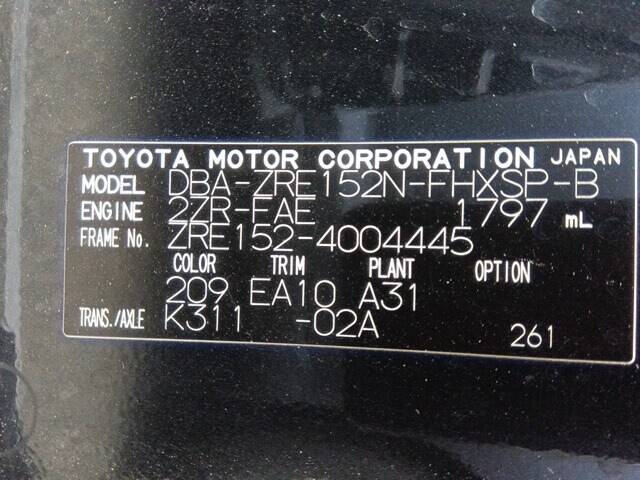 TOYOTA MOTOR CORPORATION JAPAN
MODEL DBA-ZRE152N-FHXSP-B
ENGINE 2ZR-FAE 1797 mL
FRAME No. ZRE152-4004445
COLOR TRIM PLANT OPTION
209 EA10 A31
TRANS./AXLE K311 -02A
261